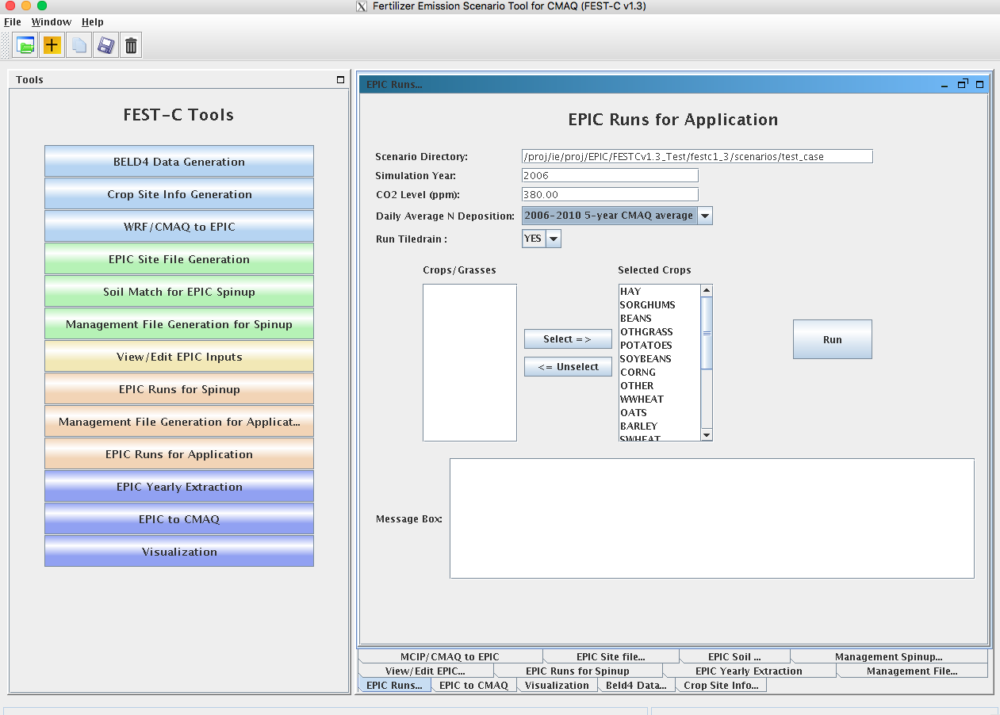 Fertilizer Emission Scenario Tool for CMAQ (FEST-C v1.3)
File Window Help
Tools
FEST-C Tools
BELD4 Data Generation
Crop Site Info Generation
WRF/CMAQ to EPIC
EPIC Site File Generation
Soil Match for EPIC Spinup
Management File Generation for Spinup
View/Edit EPIC Inputs
EPIC Runs for Spinup
Management File Generation for Applicat...
EPIC Runs for Application
EPIC Yearly Extraction
EPIC to CMAQ
Visualization
EPIC Runs...
EPIC Runs for Application
Scenario Directory: /proj/ie/proj/EPIC/FESTCv1.3_Test/festc1_3/scenarios/test_case
Simulation Year: 2006
CO2 Level (ppm): 380.00
Daily Average N Deposition: 2006-2010 5-year CMAQ average
Run Tiledrain : YES
Crops/Grasses
Selected Crops
HAY
SORGHUMS
BEANS
OTHGRASS
POTATOES
SOYBEANS
CORNG
OTHER
WWHEAT
OATS
BARLEY
SWHEAT
Select =>
<= Unselect
Run
Message Box:
MCIP/CMAQ to EPIC EPIC Site file... EPIC Soil ... Management Spinup...
View/Edit EPIC... EPIC Runs for Spinup EPIC Yearly Extraction Management File...
EPIC Runs... EPIC to CMAQ Visualization Beld4 Data... Crop Site Info...